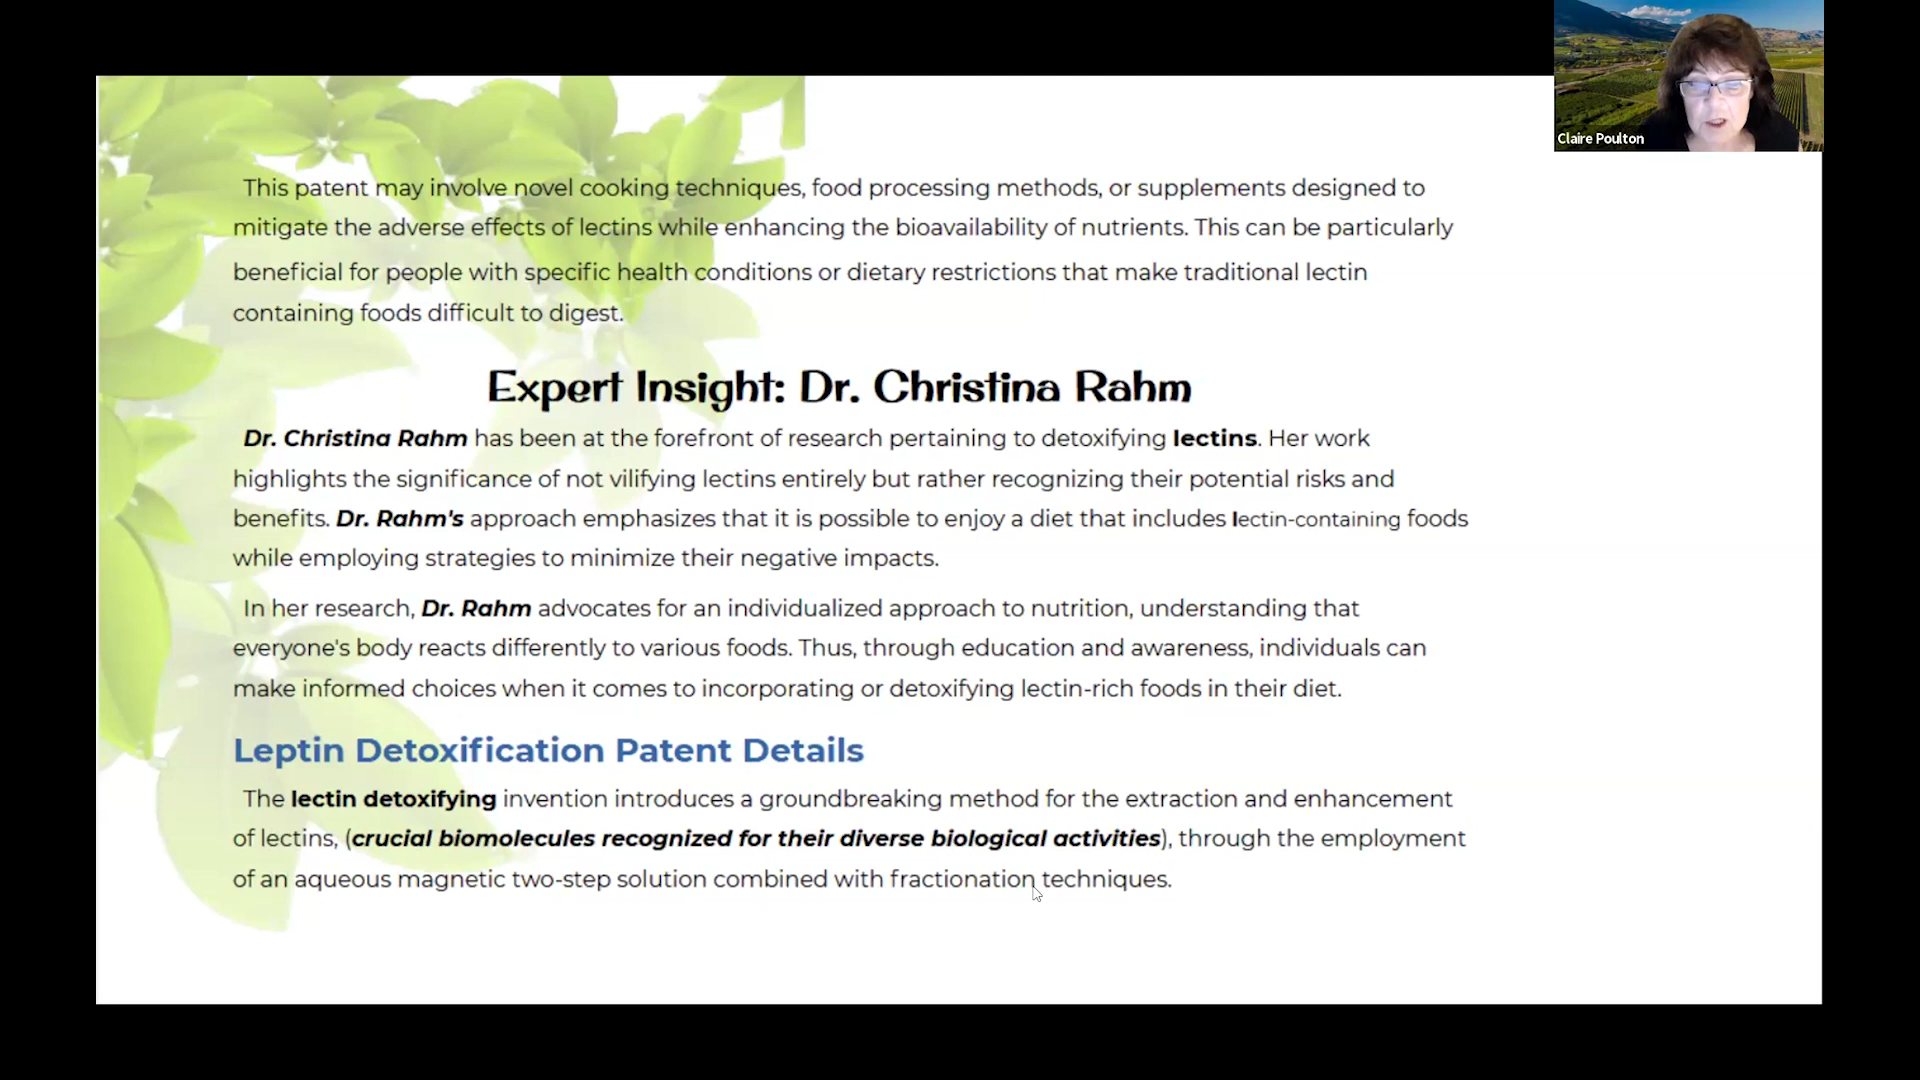 Claire Poulton
This patent may involve novel cooking techniques, food processing methods, or supplements designed to
mitigate the adverse effects of lectins while enhancing the bioavailability of nutrients. This can be particularly
beneficial for people with specific health conditions or dietary restrictions that make traditional lectin
containing foods difficult to digest.
Expert Insight: Dr. Christina Rahm
Dr. Christina Rahm has been at the forefront of research pertaining to detoxifying lectins. Her work
highlights the significance of not vilifying lectins entirely but rather recognizing their potential risks and
benefits. Dr. Rahm's approach emphasizes that it is possible to enjoy a diet that includes lectin-containing foods
while employing strategies to minimize their negative impacts.
In her research, Dr. Rahm advocates for an individualized approach to nutrition, understanding that
everyone's body reacts differently to various foods. Thus, through education and awareness, individuals can
make informed choices when it comes to incorporating or detoxifying lectin-rich foods in their diet.
Leptin Detoxification Patent Details
The lectin detoxifying invention introduces a groundbreaking method for the extraction and enhancement
of lectins, (crucial biomolecules recognized for their diverse biological activities), through the employment
of an aqueous magnetic two-step solution combined with fractionation techniques.